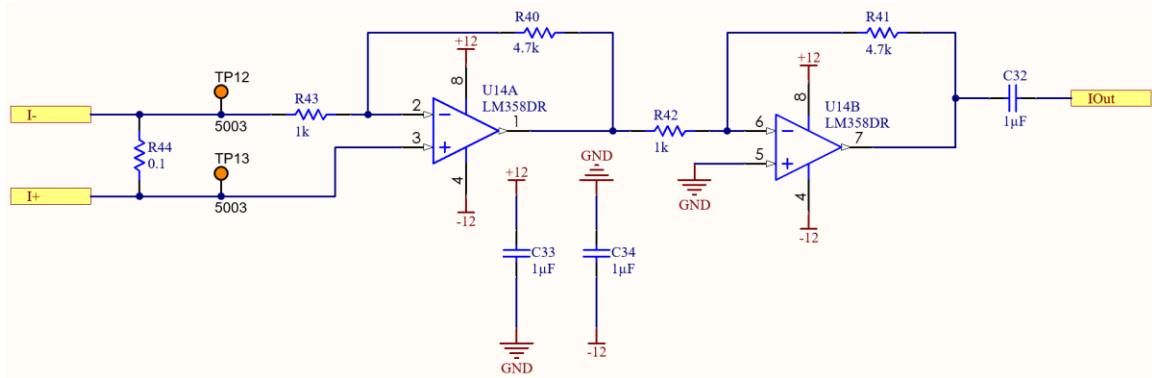 R40
4.7k
R41
4.7k
+12
+12
TP12
8
U14A
LM358DR
C32
8
U14B
LM358DR
I-
R43
2
1
R42
6
7
IOut
5003
1k
1k
1µF
R44
0.1
3
5
TP13
4
GND
GND
4
I+
5003
-12
+12
-12
C33
1µF
C34
1µF
GND
-12